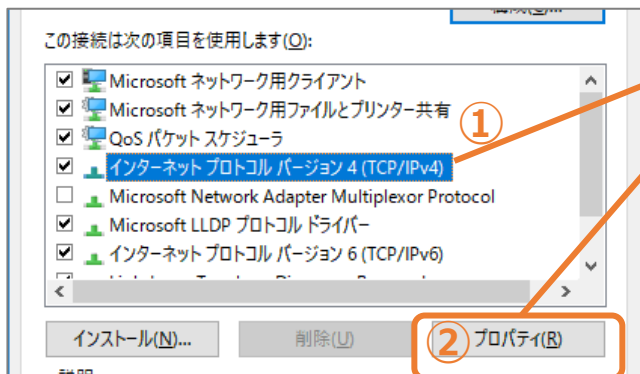 この接続は次の項目を使用します(O):
Microsoft ネットワーク用クライアント
Microsoft ネットワーク用ファイルとプリンター共有
①
QoS パケット スケジューラ
インターネット プロトコル バージョン 4 (TCP/IPv4)
Microsoft Network Adapter Multiplexor Protocol
Microsoft LLDP プロトコル ドライバー
インターネット プロトコル バージョン 6 (TCP/IPv6)
インストール(N)...
削除(U)
② プロパティ(R)